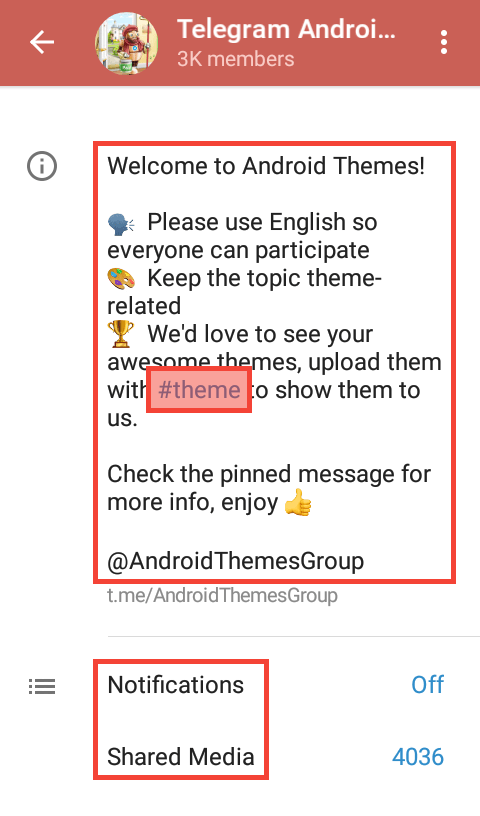 Telegram Androi...
3K members
Welcome to Android Themes!
🗣 Please use English so
everyone can participate
🎨 Keep the topic theme-
related
🏆 We'd love to see your
awesome themes, upload them
with #theme to show them to
us.
Check the pinned message for
more info, enjoy 👍
@AndroidThemesGroup
t.me/AndroidThemesGroup
Notifications Off
Shared Media 4036